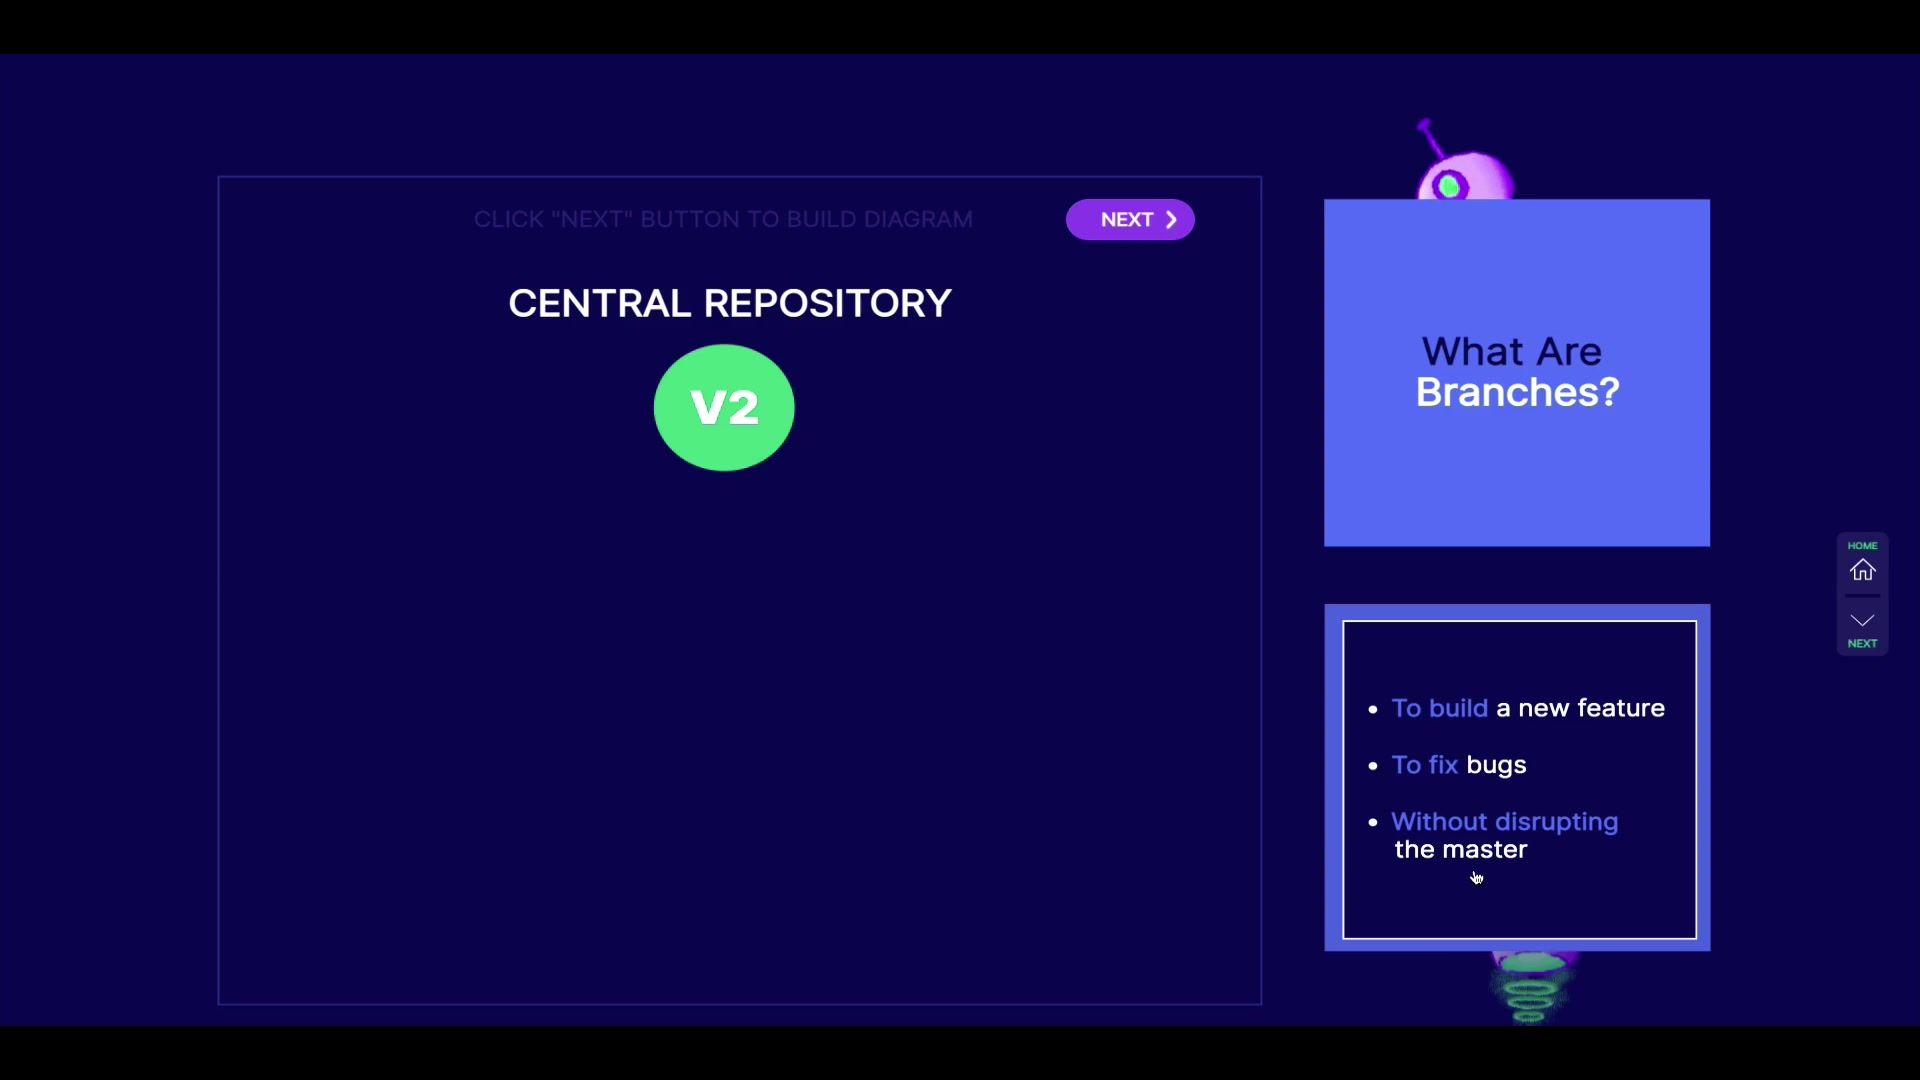 CLICK "NEXT" BUTTON TO BUILD DIAGRAM
NEXT
CENTRAL REPOSITORY
V2
What Are
Branches?
• To build a new feature
• To fix bugs
• Without disrupting
the master
HOME
NEXT